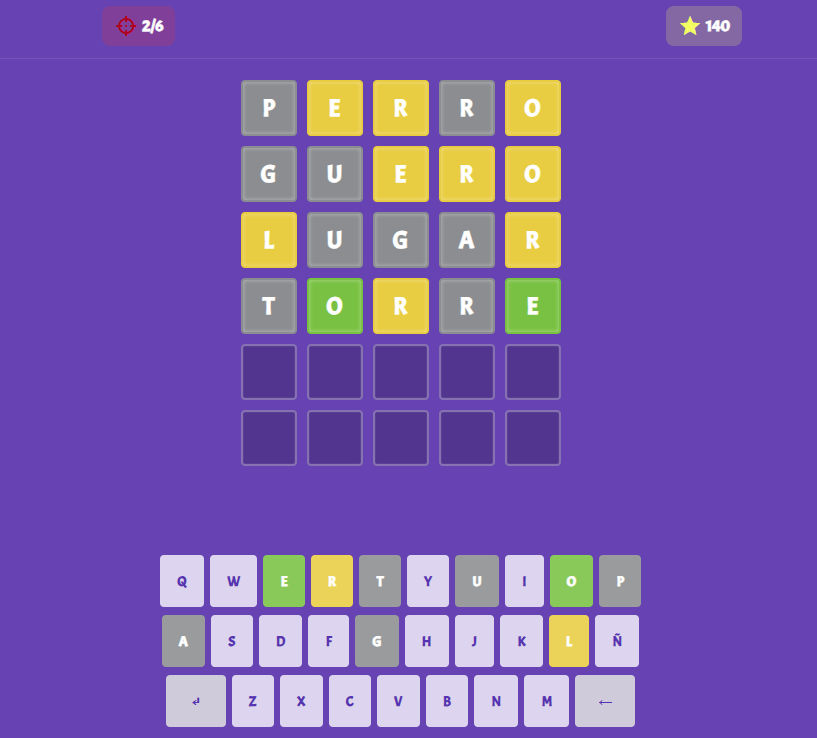 2/6 140
P E R R O
G U E R O
L U G A R
T O R R E
Q W E R T Y U I O P
A S D F G H J K L Ñ
↲ Z X C V B N M ←